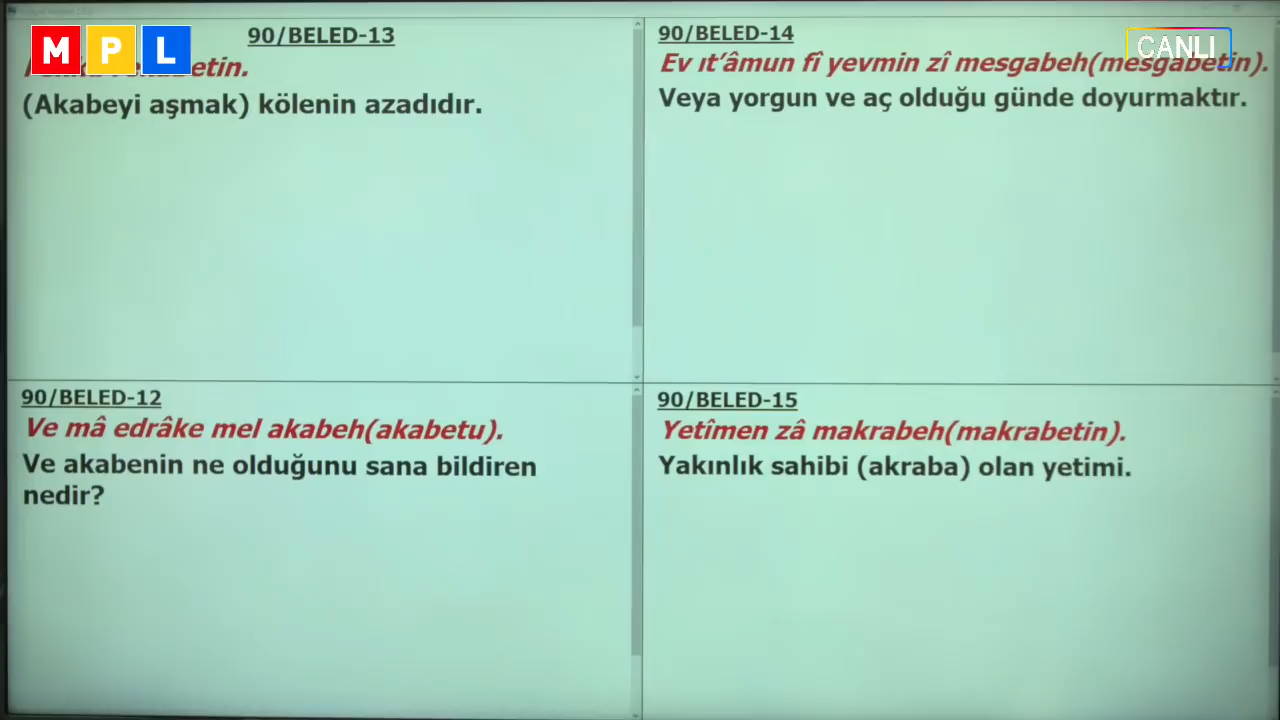 M P L
90/BELED-13
betin.
(Akabeyi aşmak) kölenin azadıdır.
90/BELED-14
CANLI
Ev ıt’âmun fî yevmin zî mesgabeh(mesgabetin).
Veya yorgun ve aç olduğu günde doyurmaktır.
90/BELED-12
Ve mâ edrâke mel akabeh(akabetu).
Ve akabenin ne olduğunu sana bildiren
nedir?
90/BELED-15
Yetîmen zâ makrabeh(makrabetin).
Yakınlık sahibi (akraba) olan yetimi.